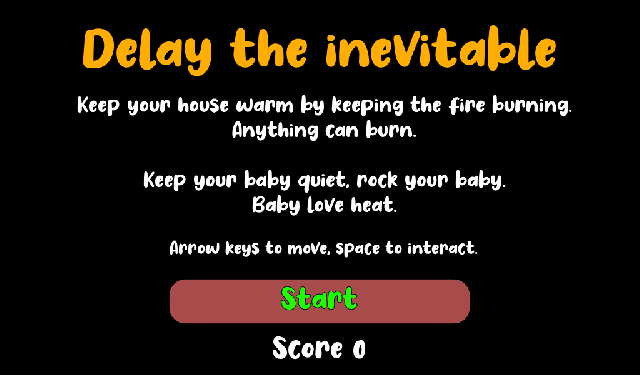 Delay the inevitable
Keep your house warm by keeping the fire burning.
Anything can burn.
Keep your baby quiet, rock your baby.
Baby love heat.
Arrow keys to move, space to interact.
Start
Score 0